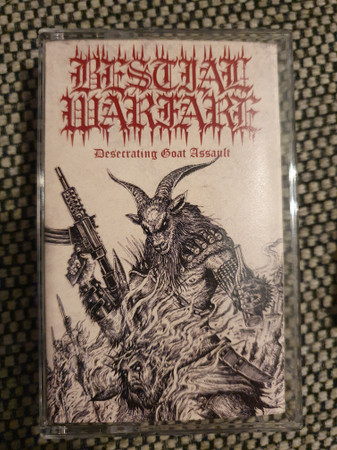 BESTIAL
WARFARE
Desecrating Goat Assault